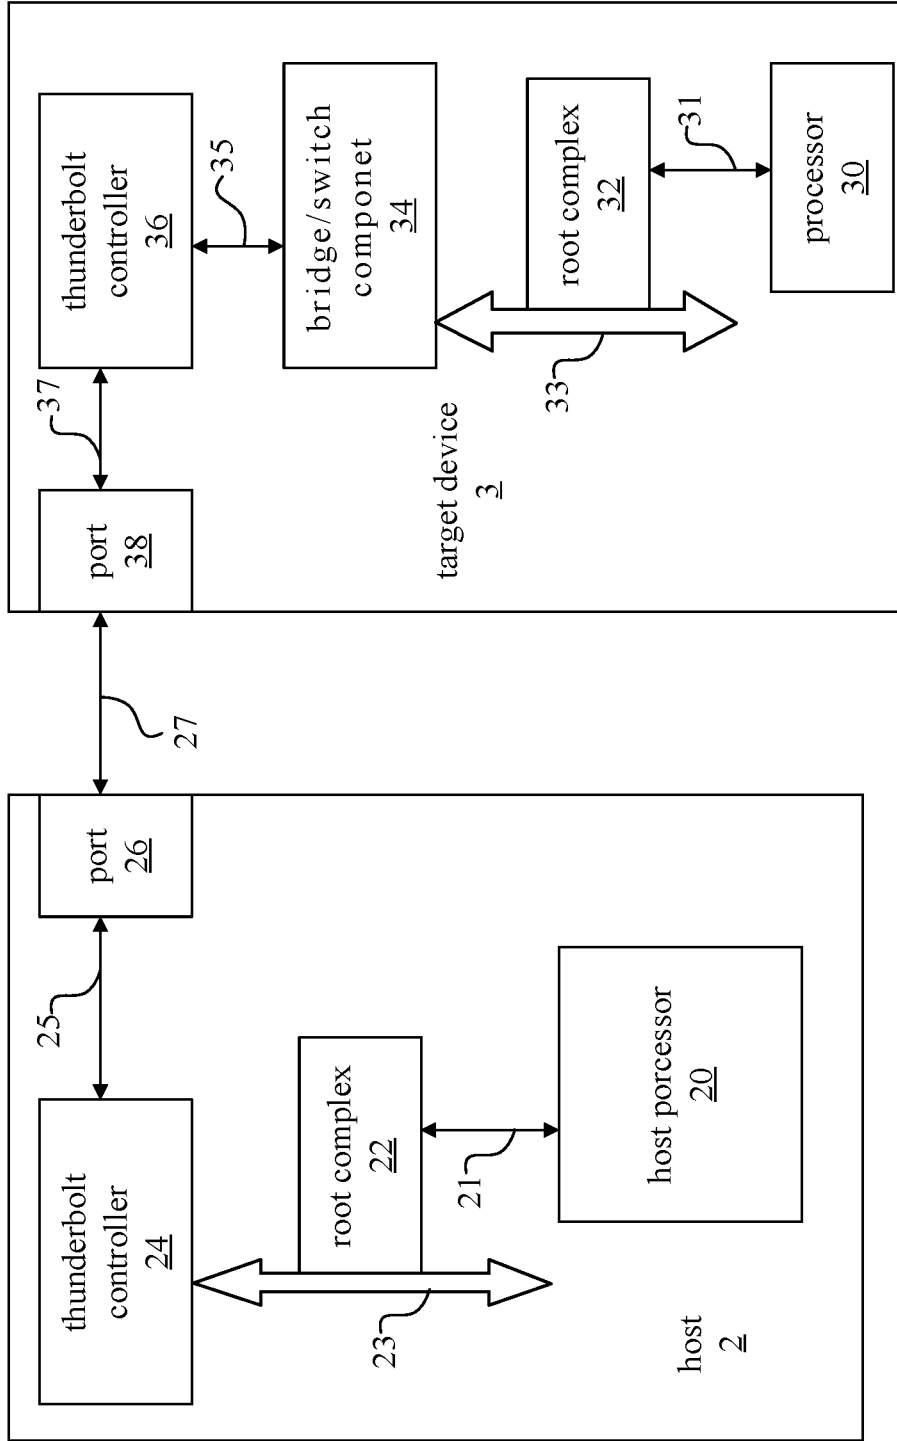 thunderbolt
controller
24
25
port
26
27
port
38
37
thunderbolt
controller
36
35
root complex
22
23
21
host porcessor
20
host
2
bridge/switch
componet
34
target device
3
33
root complex
32
31
processor
30